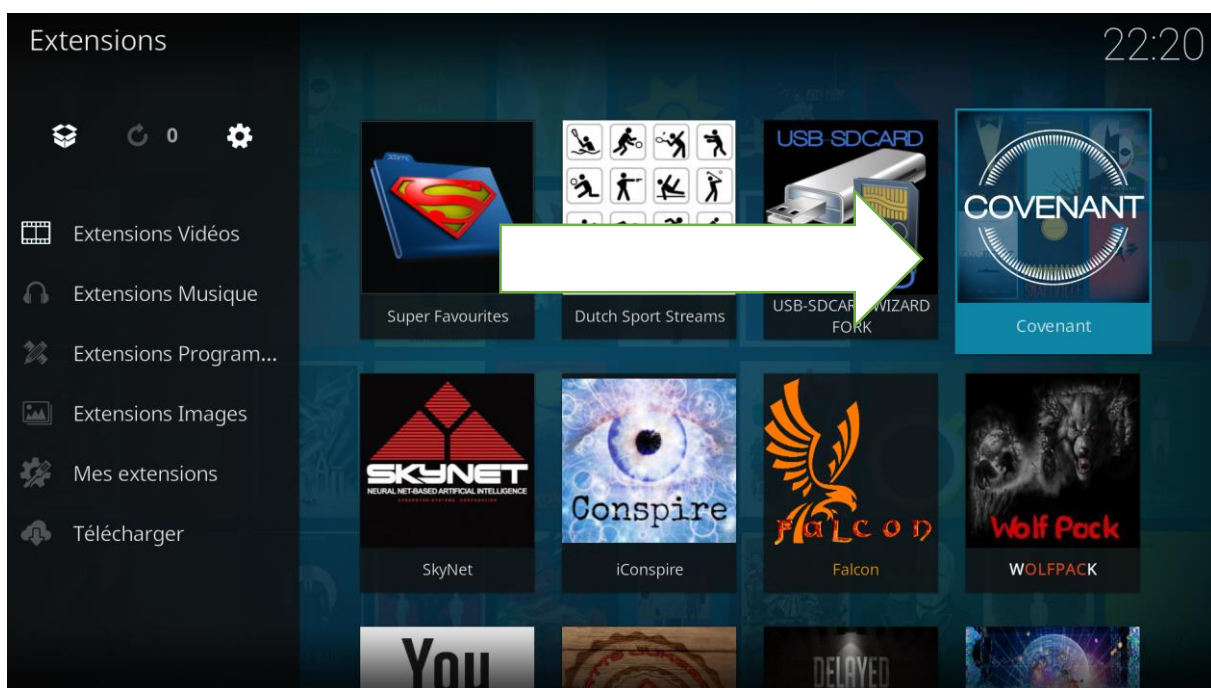 Extensions
22:20
0
Extensions Vidéos
Extensions Musique
Extensions Program...
Extensions Images
Mes extensions
Télécharger
xbmc
Super Favourites
Dutch Sport Streams
USB-SDCARD
USB-SDCAR WIZARD
FORK
COVENANT
Covenant
SKYNET
NEURAL NET-BASED ARTIFICIAL INTELLIGENCE
SkyNet
Conspire
iConspire
Falcon
Falcon
Wolf Pack
WOLFPACK
You
DELAYED